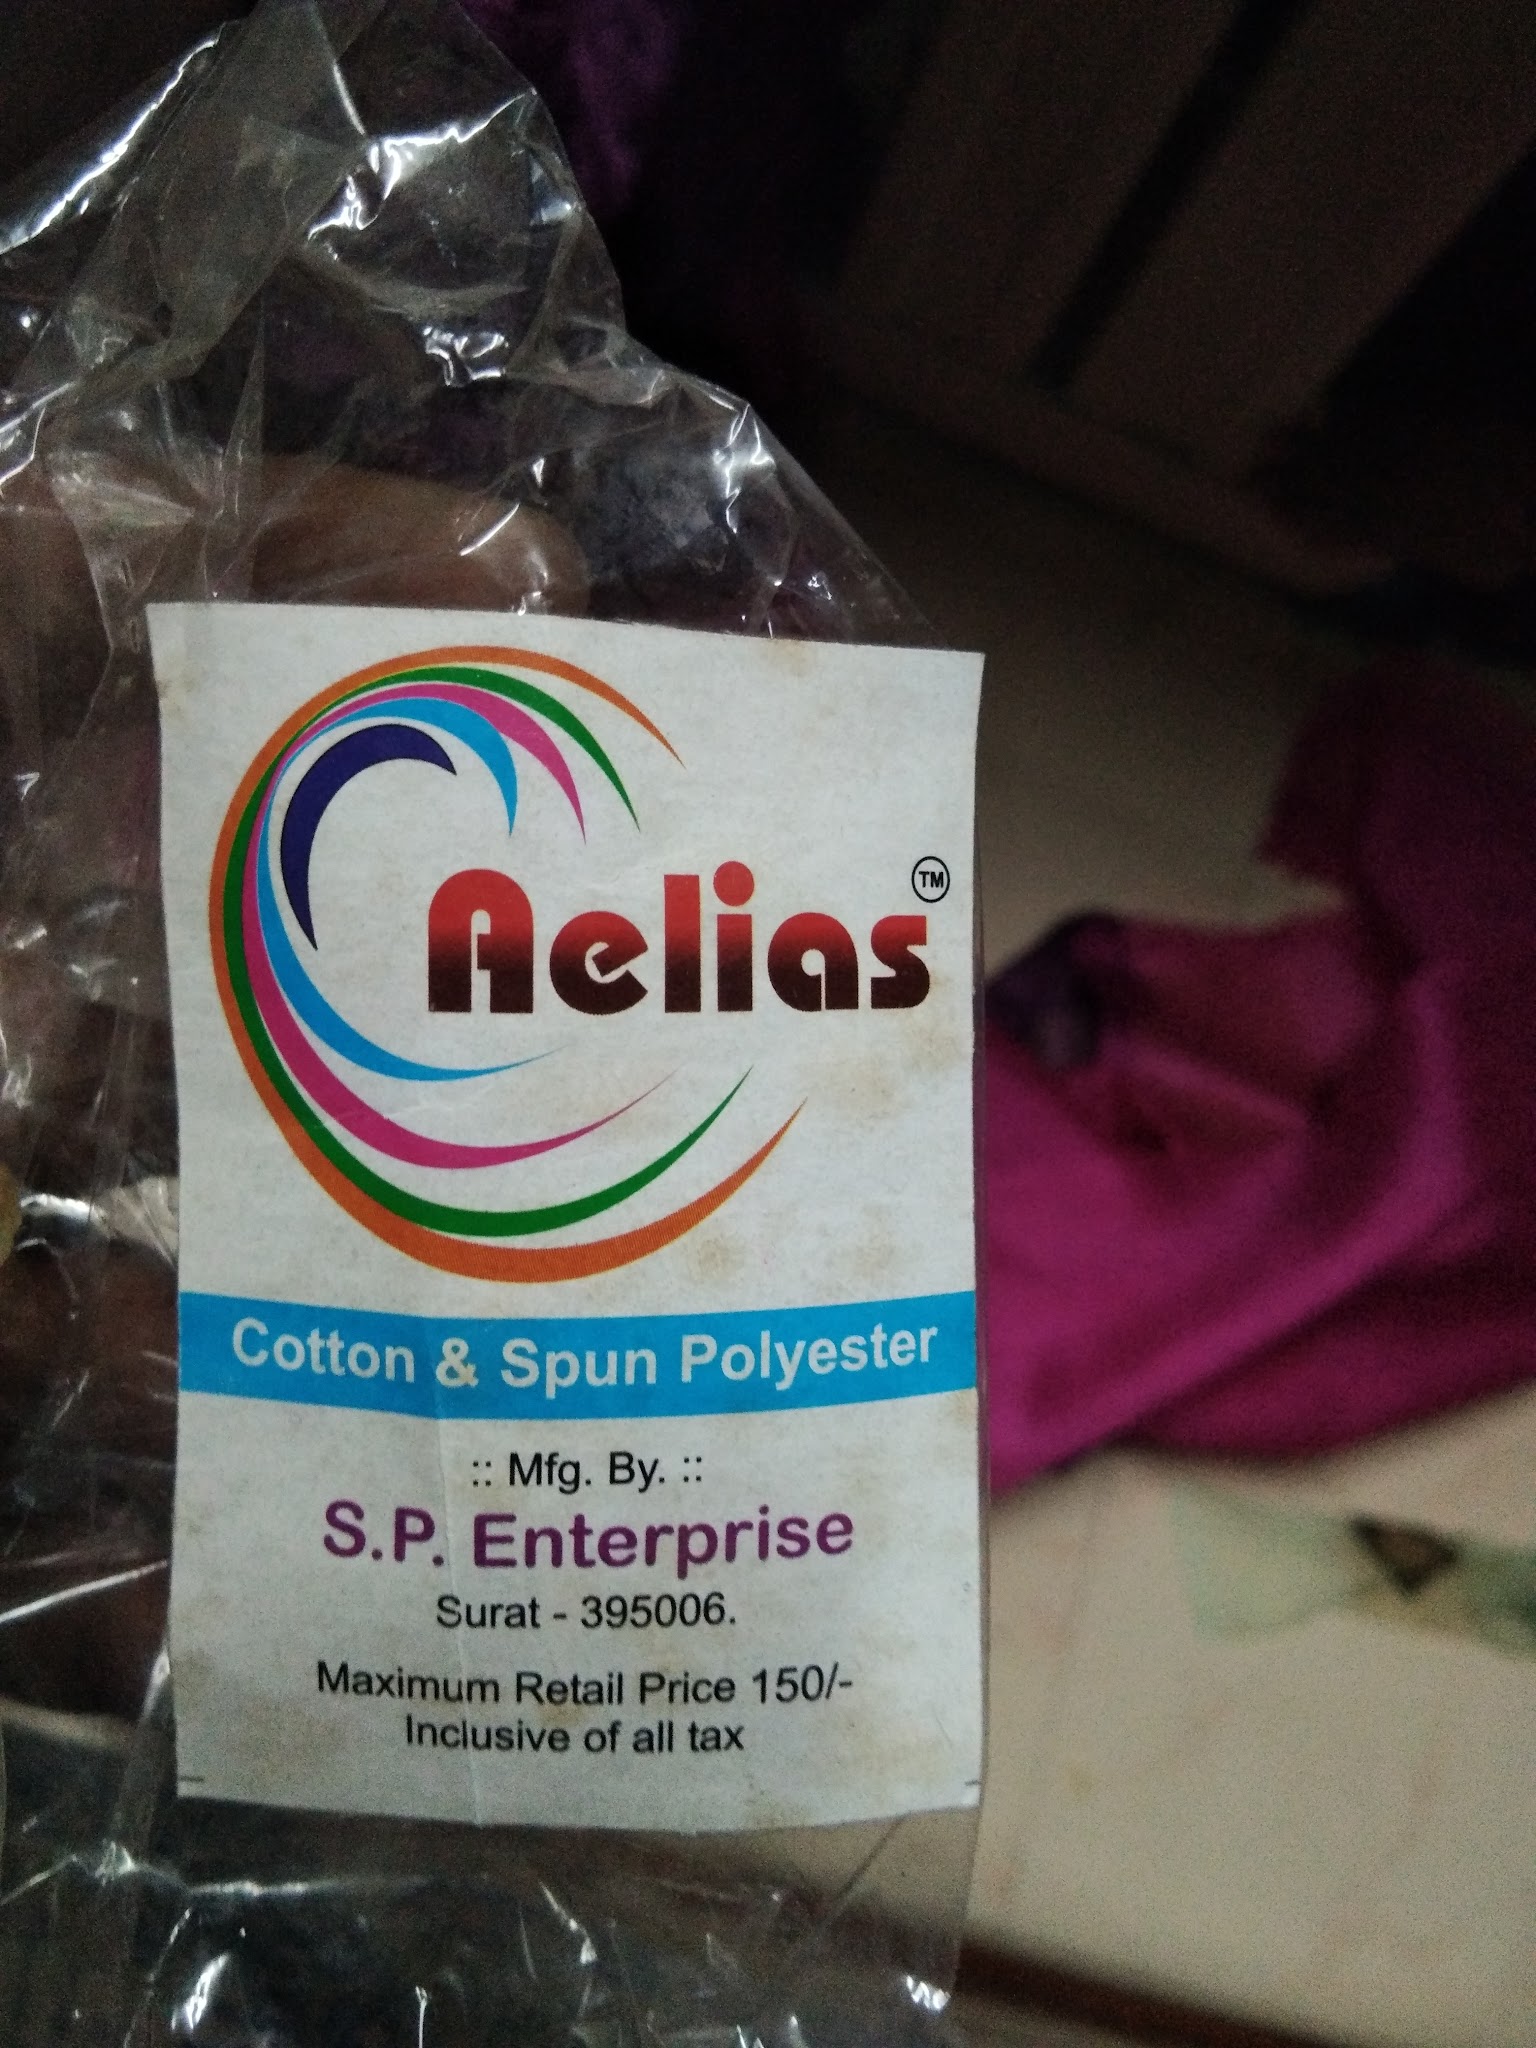 Aelias TM
Cotton & Spun Polyester
:: Mfg. By. ::
S.P. Enterprise
Surat - 395006.
Maximum Retail Price 150/-
Inclusive of all tax